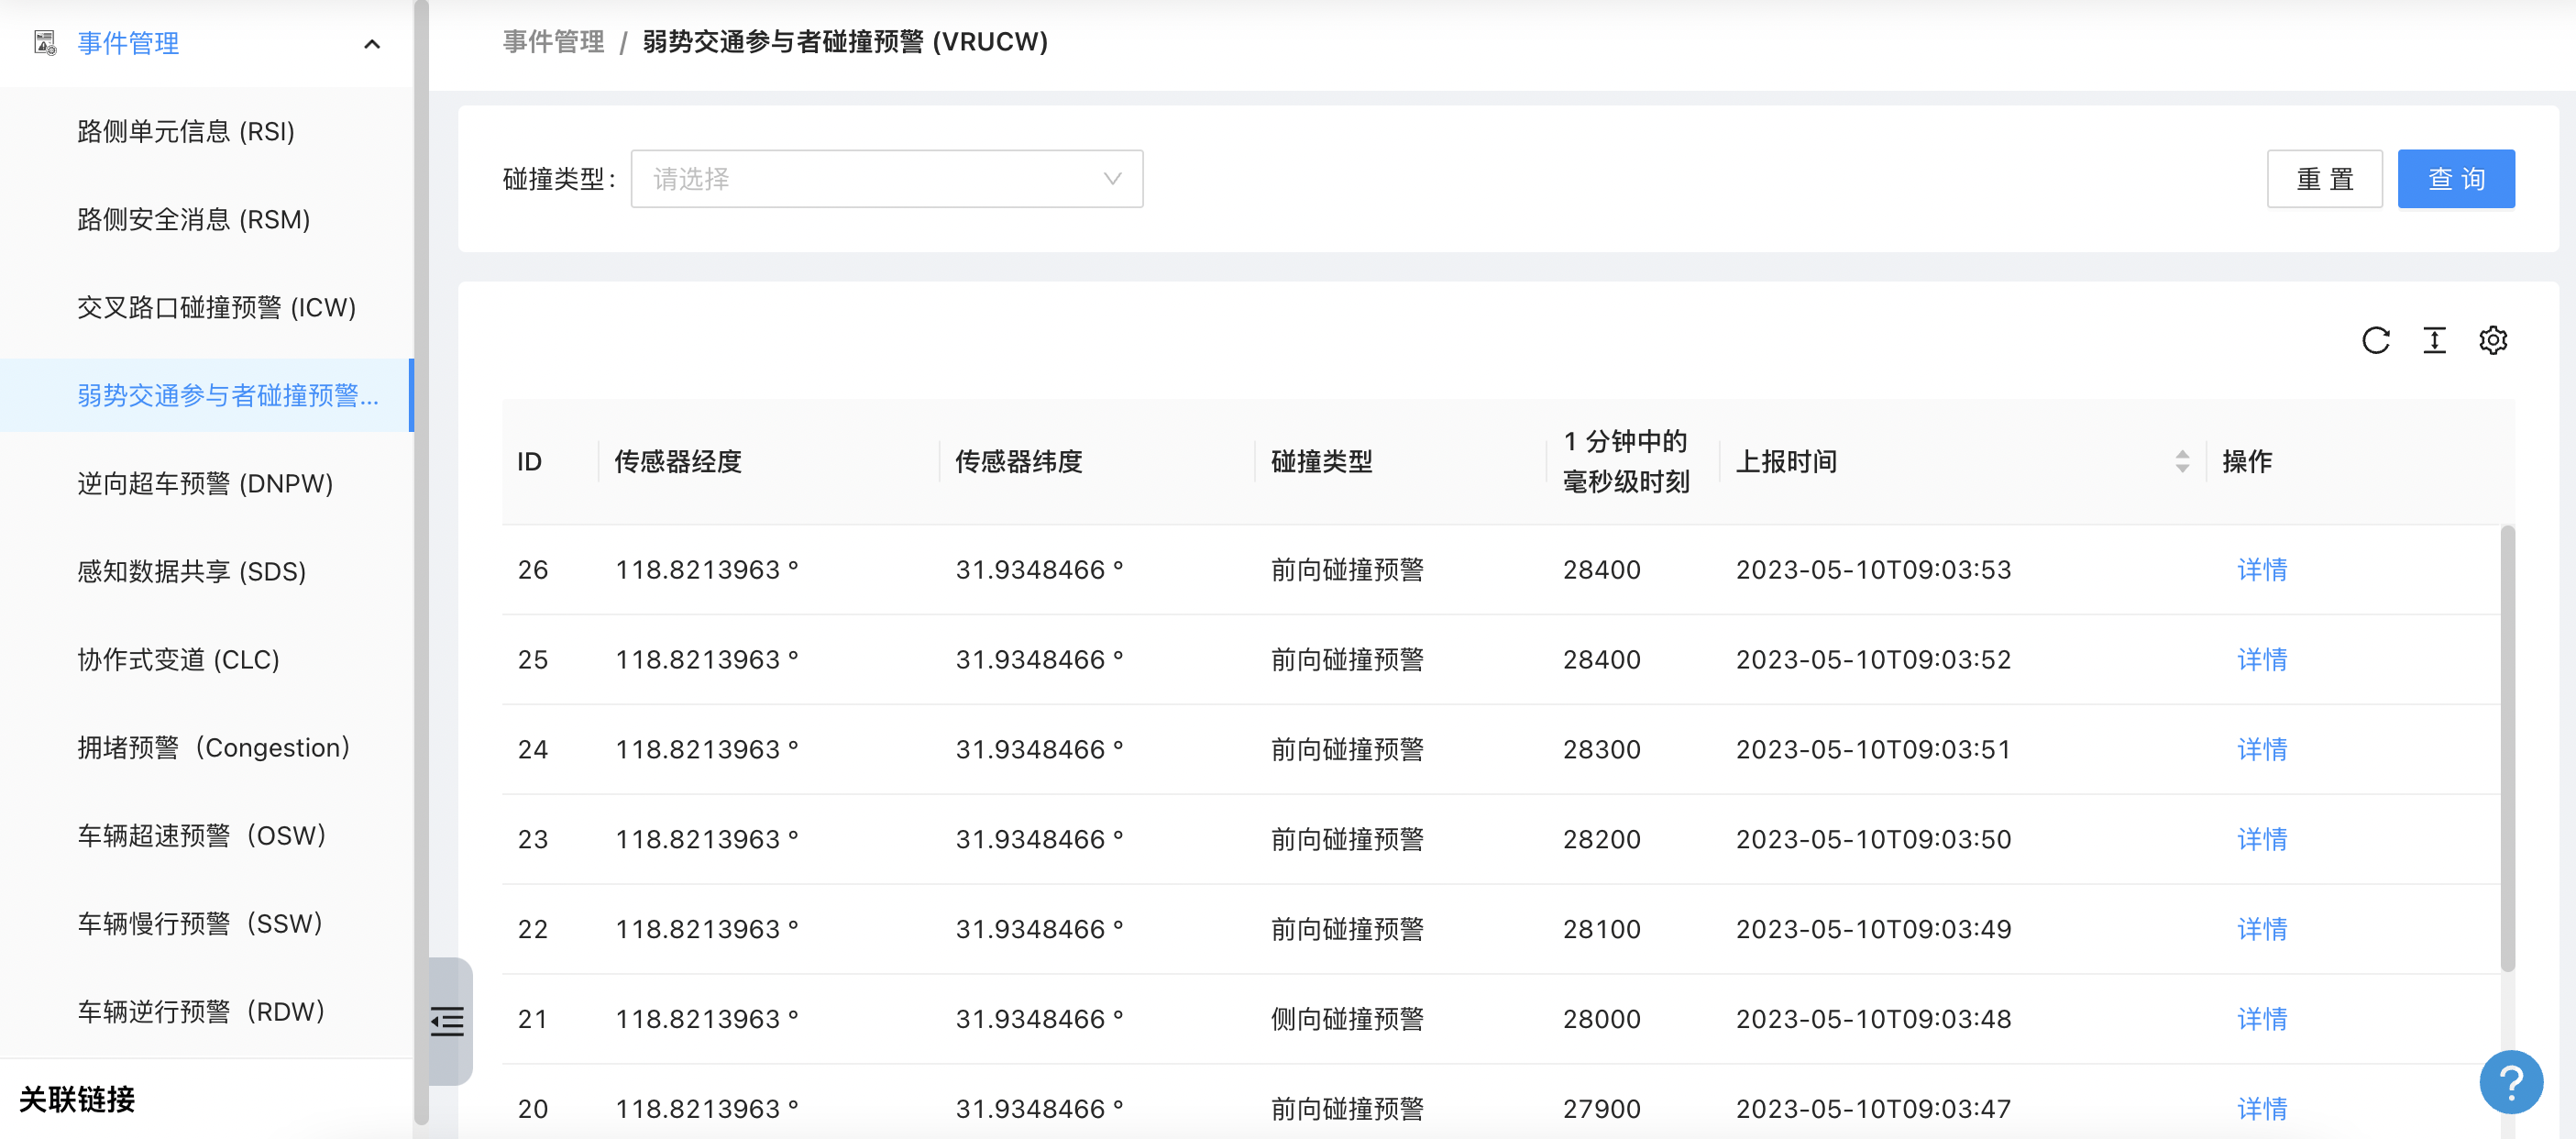 事件管理
路侧单元信息 (RSI)
路侧安全消息 (RSM)
交叉路口碰撞预警 (ICW)
弱势交通参与者碰撞预警...
逆向超车预警 (DNPW)
感知数据共享 (SDS)
协作式变道 (CLC)
拥堵预警（Congestion）
车辆超速预警（OSW）
车辆慢行预警（SSW）
车辆逆行预警（RDW）
关联链接
事件管理 / 弱势交通参与者碰撞预警 (VRUCW)
碰撞类型: 请选择 重 置 查 询
ID 传感器经度 传感器纬度 碰撞类型 1 分钟中的 上报时间 操作
毫秒级时刻
26 118.8213963 ° 31.9348466 ° 前向碰撞预警 28400 2023-05-10T09:03:53 详情
25 118.8213963 ° 31.9348466 ° 前向碰撞预警 28400 2023-05-10T09:03:52 详情
24 118.8213963 ° 31.9348466 ° 前向碰撞预警 28300 2023-05-10T09:03:51 详情
23 118.8213963 ° 31.9348466 ° 前向碰撞预警 28200 2023-05-10T09:03:50 详情
22 118.8213963 ° 31.9348466 ° 前向碰撞预警 28100 2023-05-10T09:03:49 详情
21 118.8213963 ° 31.9348466 ° 侧向碰撞预警 28000 2023-05-10T09:03:48 详情
20 118.8213963 ° 31.9348466 ° 前向碰撞预警 27900 2023-05-10T09:03:47 详情
?